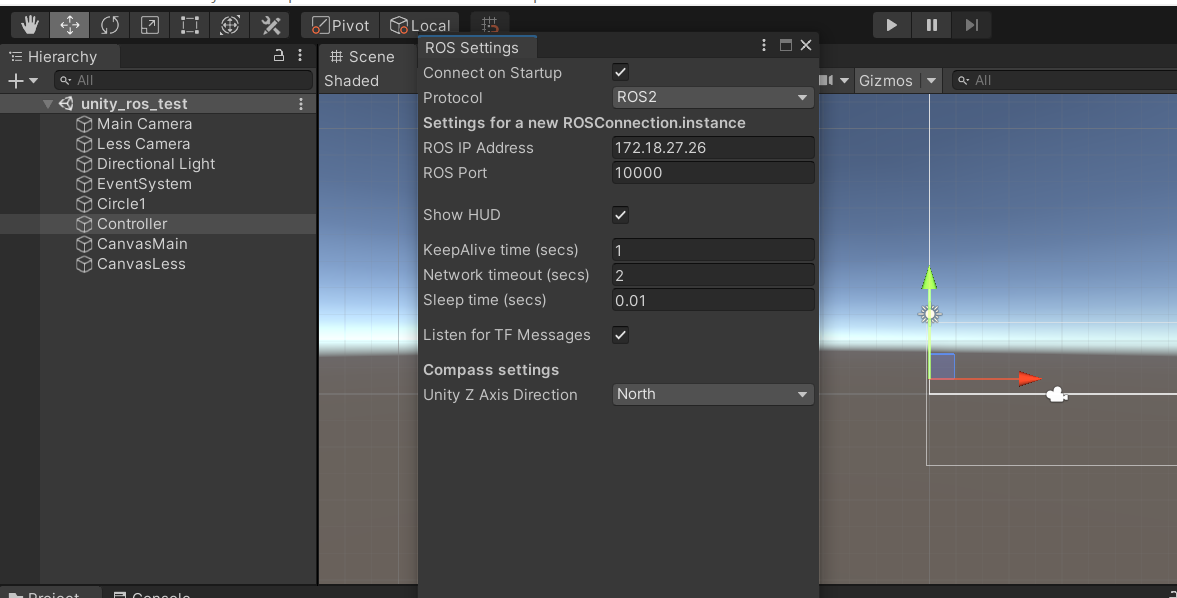 Pivot
Local
Hierarchy
All
unity_ros_test
Main Camera
Less Camera
Directional Light
EventSystem
Circle1
Controller
CanvasMain
CanvasLess
Scene
Shaded
ROS Settings
Connect on Startup
Protocol ROS2
Settings for a new ROSConnection.instance
ROS IP Address 172.18.27.26
ROS Port 10000
Show HUD
KeepAlive time (secs) 1
Network timeout (secs) 2
Sleep time (secs) 0.01
Listen for TF Messages
Compass settings
Unity Z Axis Direction North
Gizmos
All
Project
Console